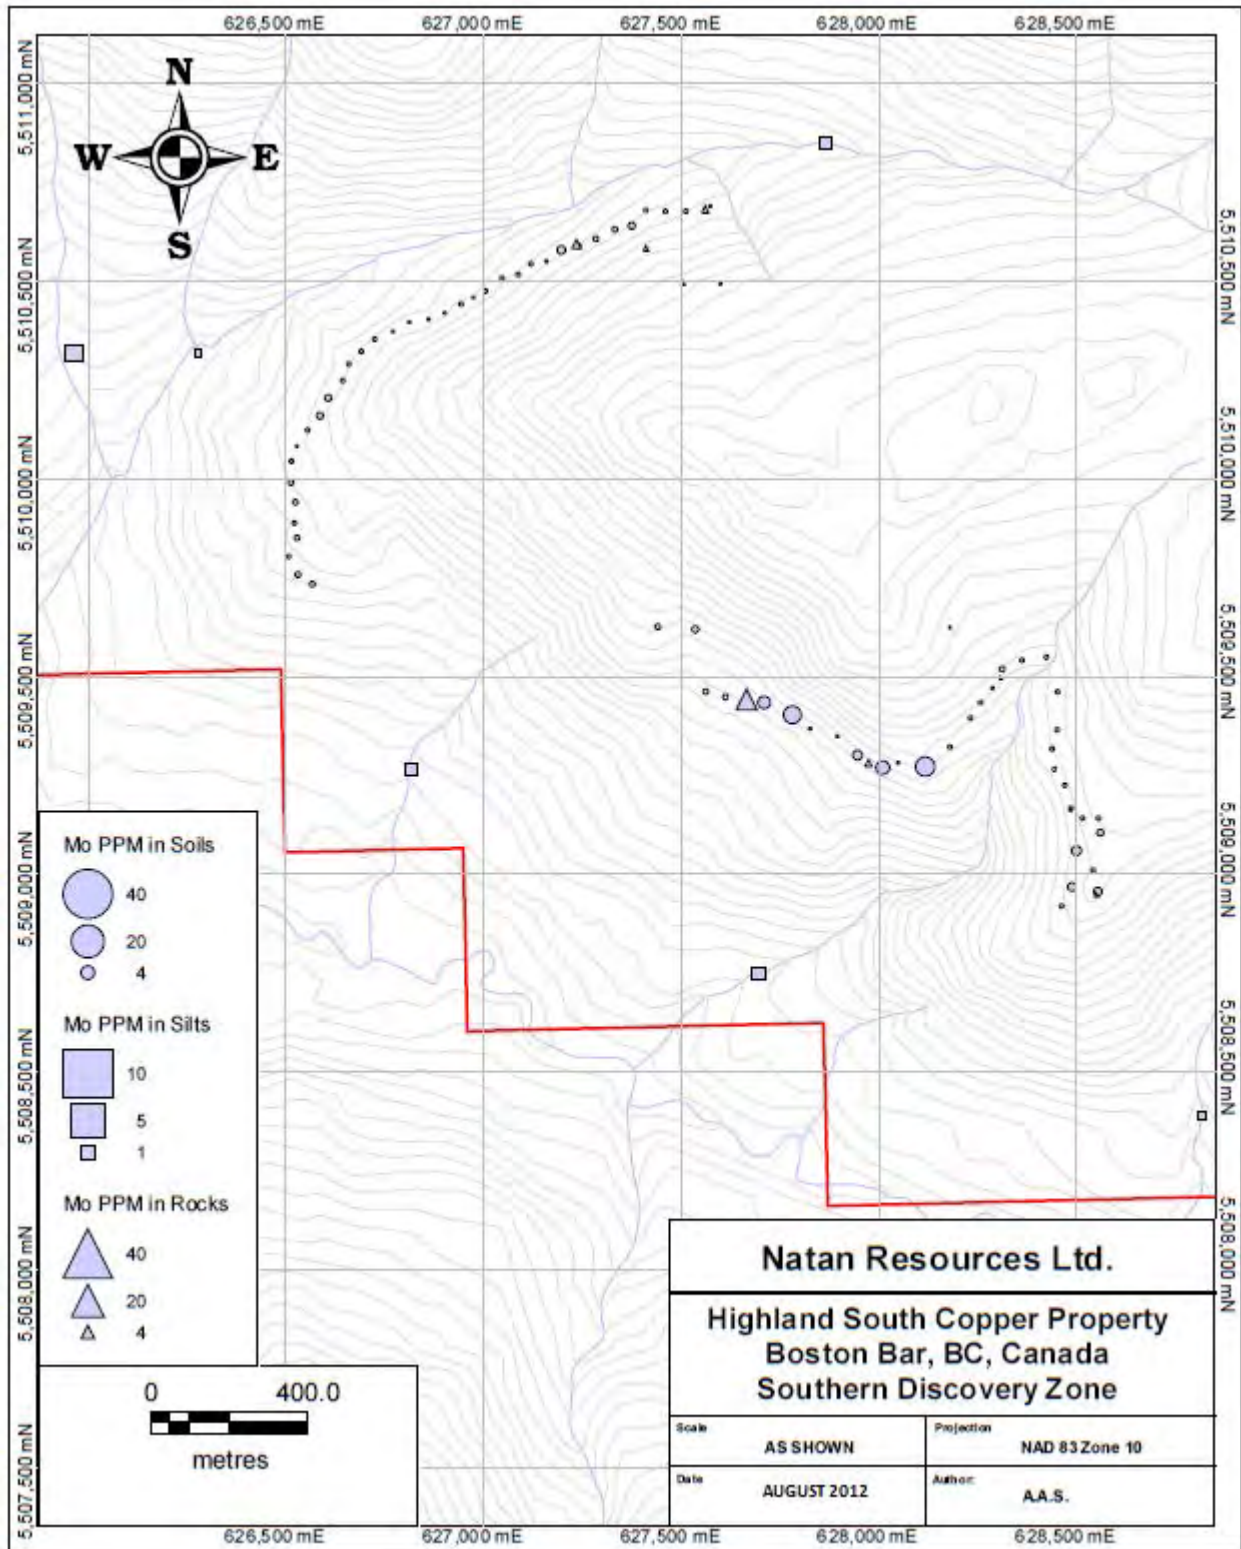 626,500 mE 627,000 mE 627,500 mE 628,000 mE 628,500 mE
N
W E
S
5,511,000 mN
5,510,500 mN
5,510,000 mN
5,509,500 mN
5,509,000 mN
5,508,500 mN
5,508,000 mN
5,507,500 mN
5,510,500 mN
5,510,000 mN
5,509,500 mN
5,509,000 mN
5,508,500 mN
5,508,000 mN
Mo PPM in Soils
40
20
4
Mo PPM in Silts
10
5
1
Mo PPM in Rocks
40
20
4
0 400.0
metres
Natan Resources Ltd.
Highland South Copper Property
Boston Bar, BC, Canada
Southern Discovery Zone
Scale
AS SHOWN
Projection
NAD 83 Zone 10
Date
AUGUST 2012
Author:
A.A.S.
626,500 mE 627,000 mE 627,500 mE 628,000 mE 628,500 mE